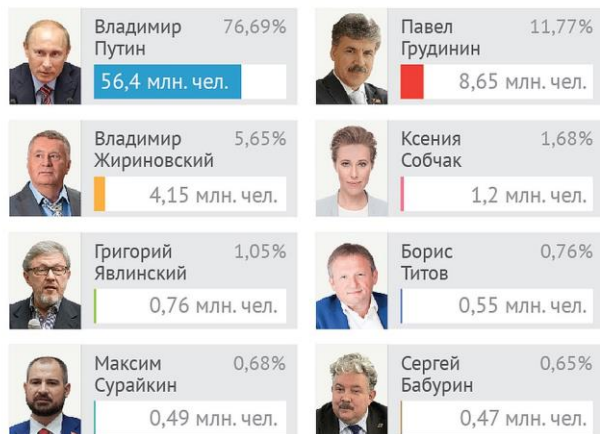 Владимир Путин 76,69%
56,4 млн. чел.
Павел Грудинин 11,77%
8,65 млн. чел.
Владимир Жириновский 5,65%
4,15 млн. чел.
Ксения Собчак 1,68%
1,2 млн. чел.
Григорий Явлинский 1,05%
0,76 млн. чел.
Борис Титов 0,76%
0,55 млн. чел.
Максим Сурайкин 0,68%
0,49 млн. чел.
Сергей Бабурин 0,65%
0,47 млн. чел.